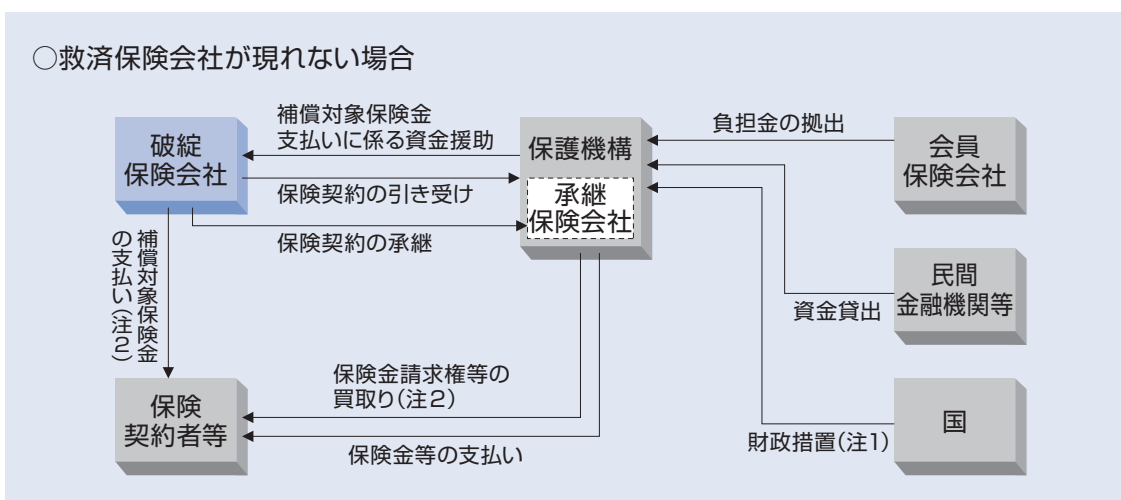 ○救済保険会社が現れない場合
補償対象保険金
支払いに係る資金援助
破綻
保険会社
保険契約の引き受け
保険契約の承継
保護機構
承継
保険会社
負担金の拠出
会員
保険会社
民間
金融機関等
資金貸出
国
財政措置(注1)
補償対象保険金
の支払い(注2)
保険金請求権等の
買取り(注2)
保険金等の支払い
保険
契約者等